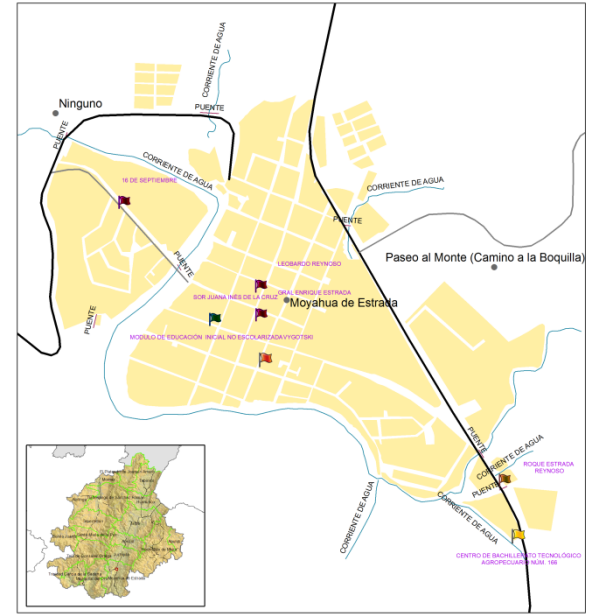 CORRIENTE DE AGUA
Ninguno
PUENTE
PUENTE
CORRIENTE DE AGUA
16 DE SEPTIEMBRE
CORRIENTE DE AGUA
PUENTE
LEOBARDO REYNOSO
PUENTE
Paseo al Monte (Camino a la Boquilla)
GRAL ENRIQUE ESTRADA
SOR JUANA INES DE LA CRUZ
Moyahua de Estrada
PUENTE
MODULO DE EDUCACIÓN INICIAL NO ESCOLARIZADA VYGOTSKI
PUENTE
CORRIENTE DE AGUA
ROQUE ESTRADA
REYNOSO
PUENTE
CORRIENTE DE AGUA
CORRIENTE DE AGUA
CENTRO DE BACHILLERATO TECNOLÓGICO
AGROPECUARIO NÚM. 166